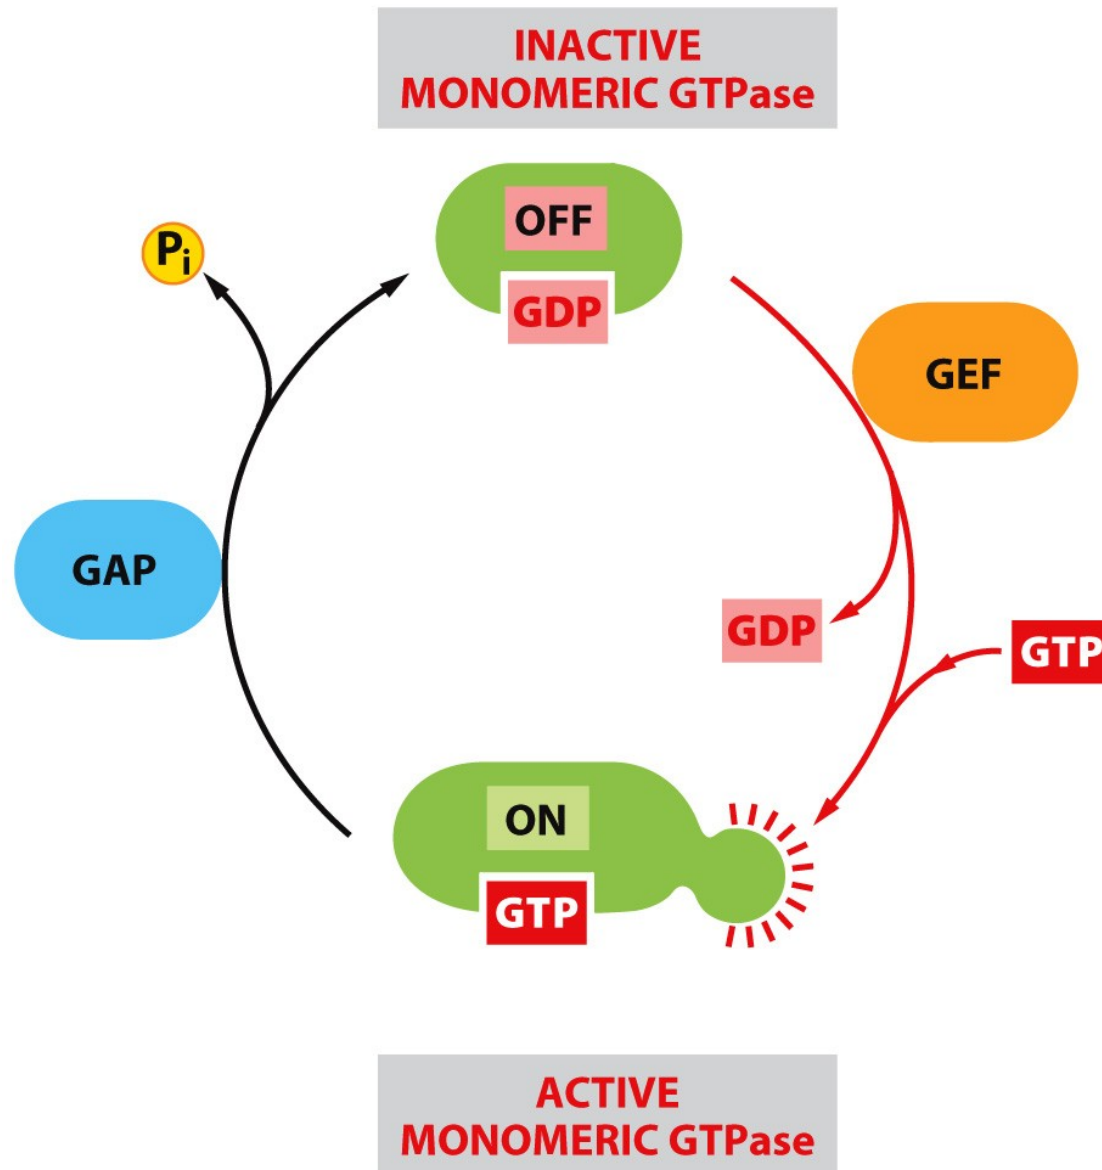 INACTIVE
MONOMERIC GTPase
OFF
GDP
Pi
GEF
GAP
GDP
GTP
ON
GTP
ACTIVE
MONOMERIC GTPase